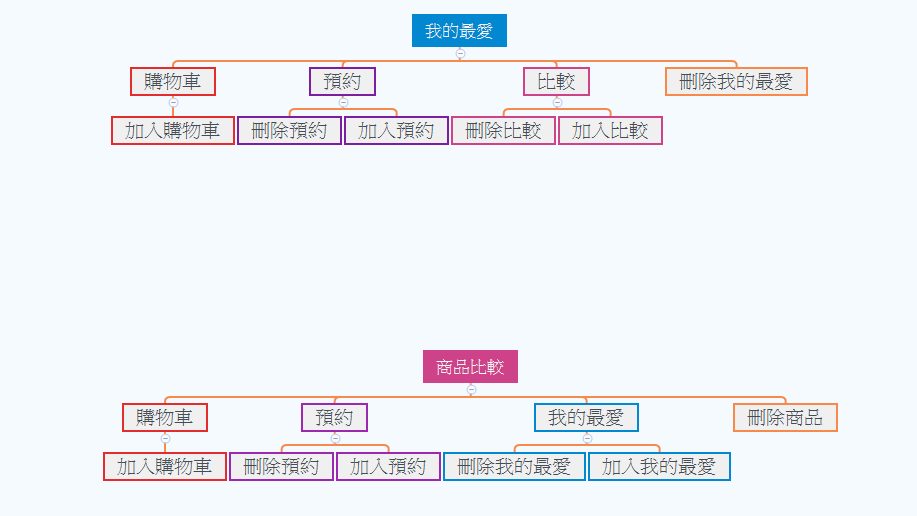 我的最愛
購物車 預約 比較 刪除我的最愛
加入購物車 刪除預約 加入預約 刪除比較 加入比較
商品比較
購物車 預約 我的最愛 刪除商品
加入購物車 刪除預約 加入預約 刪除我的最愛 加入我的最愛